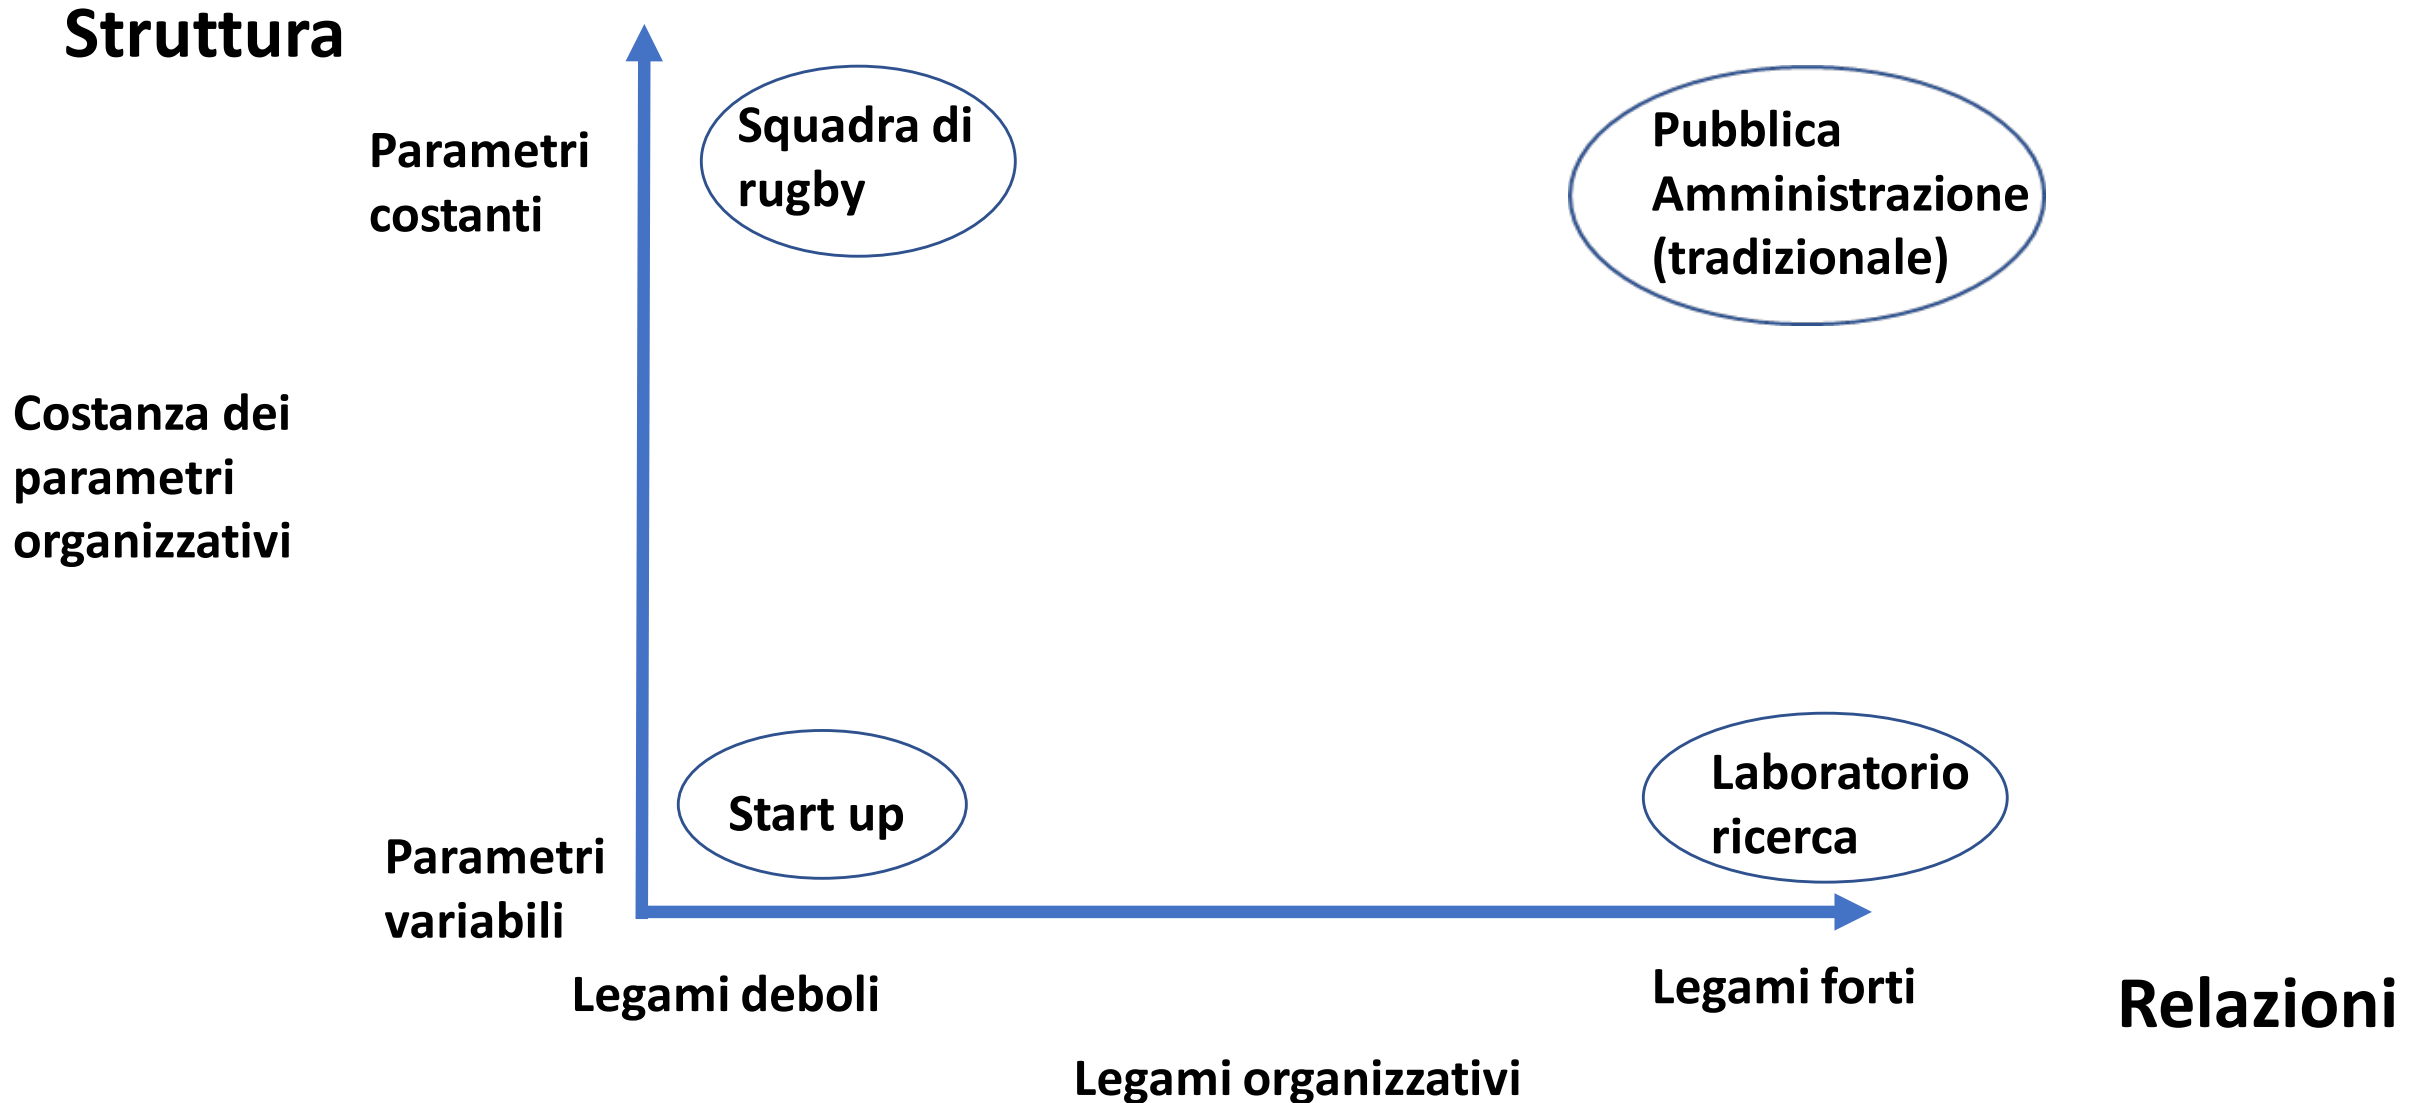 Struttura
Parametri
costanti
Squadra di
rugby
Pubblica
Amministrazione
(tradizionale)
Costanza dei
parametri
organizzativi
Start up
Laboratorio
ricerca
Parametri
variabili
Legami deboli
Legami forti
Relazioni
Legami organizzativi